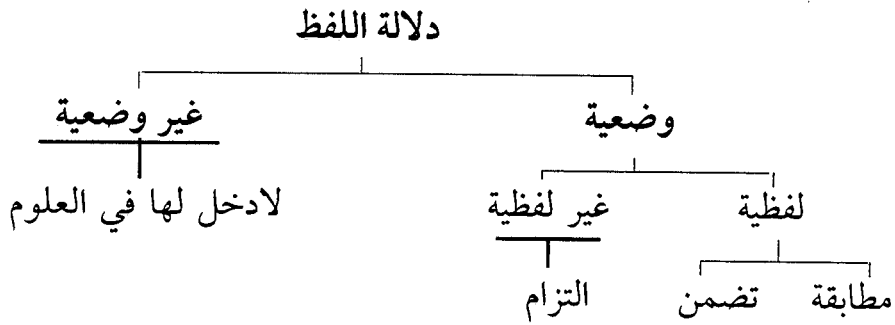 دلالة اللفظ
وضعية غير وضعية
لفظية غير لفظية لادخل لها في العلوم
مطابقة تضمن التزام